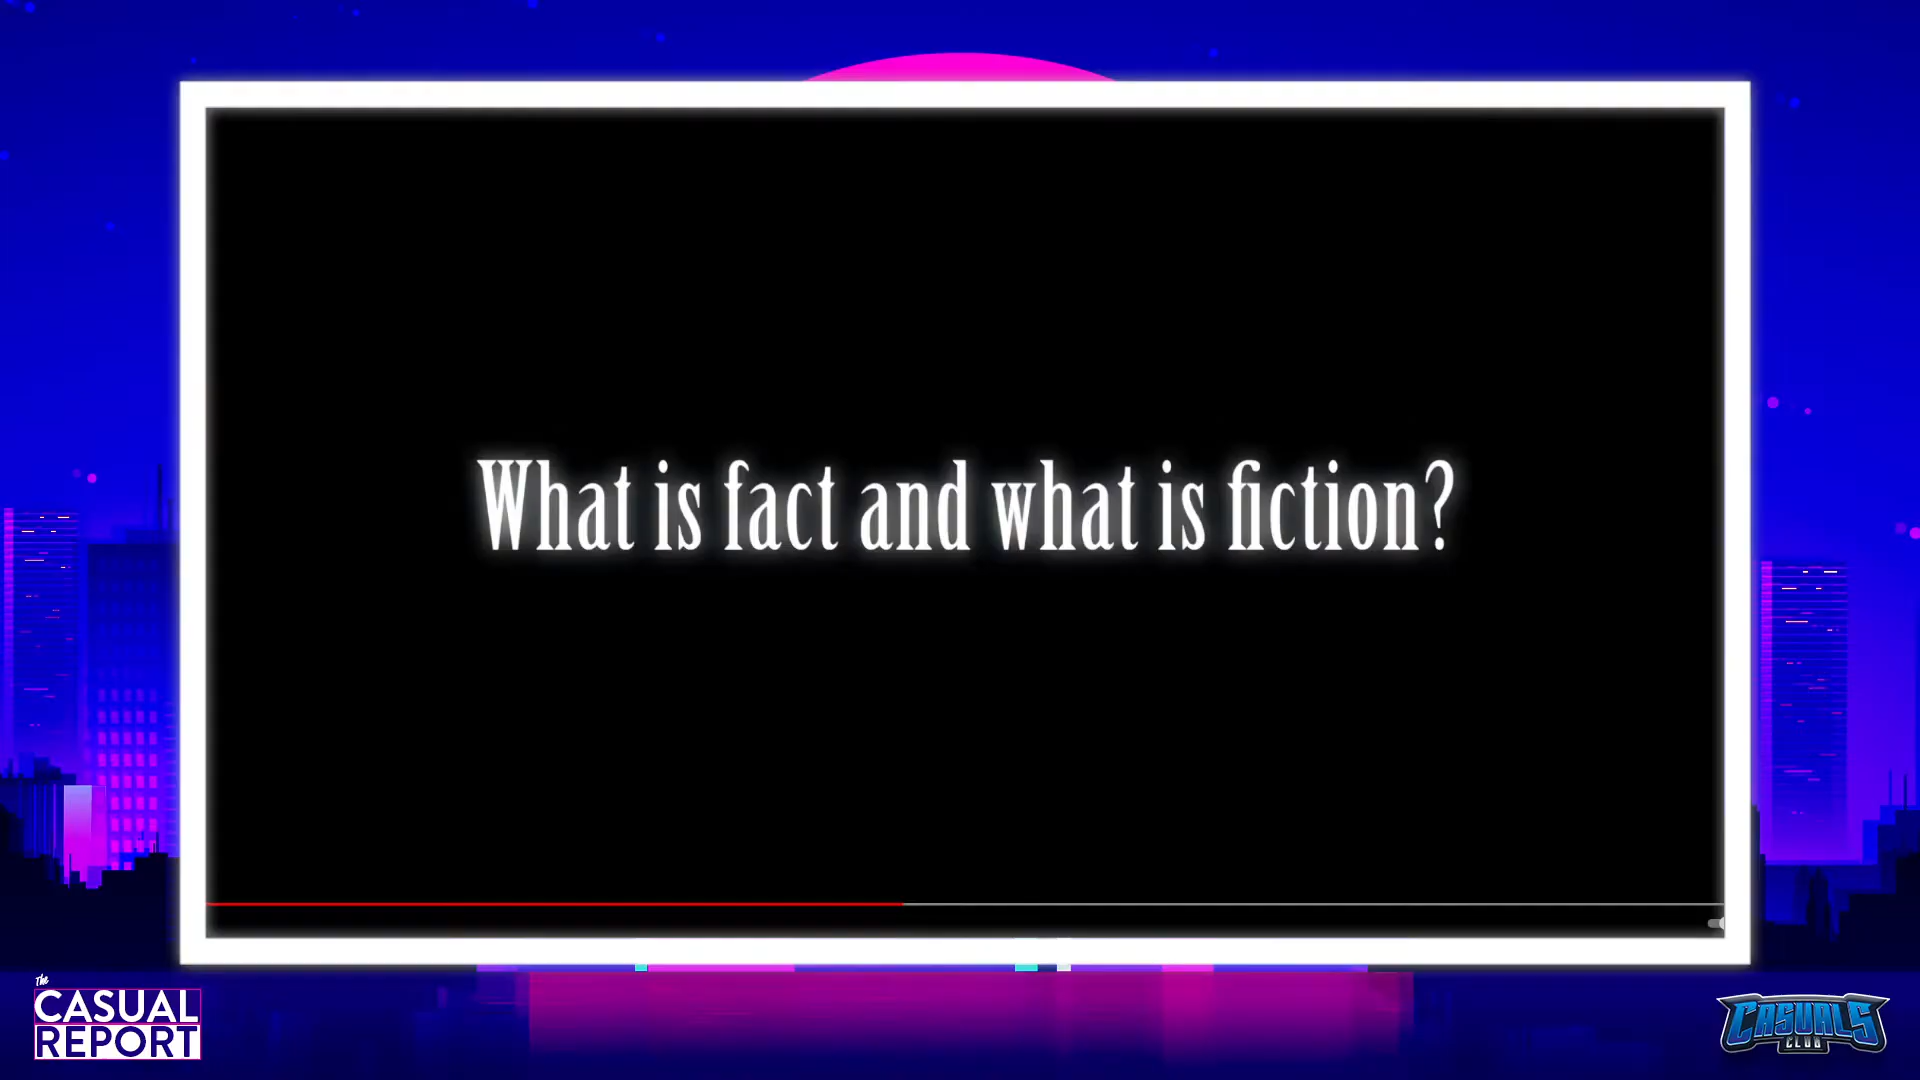 What is fact and what is fiction?
The
CASUAL
REPORT
CASUALS
CLUB